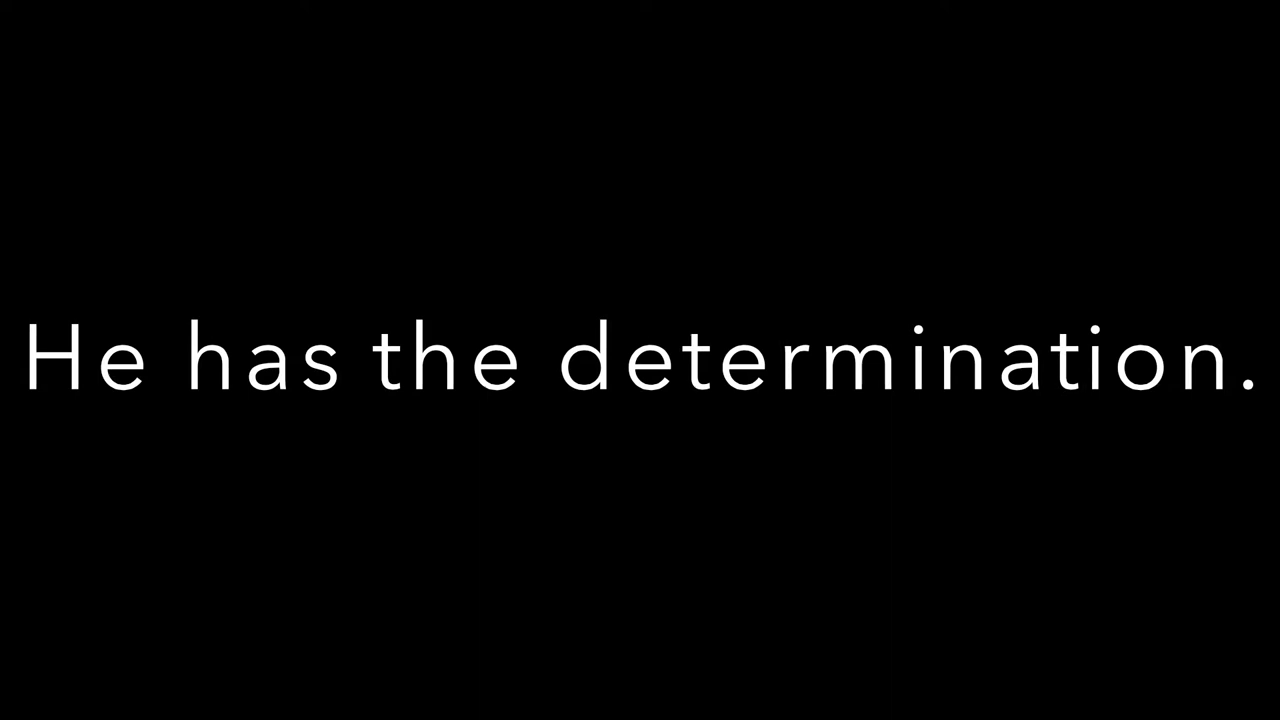 He has the determination.